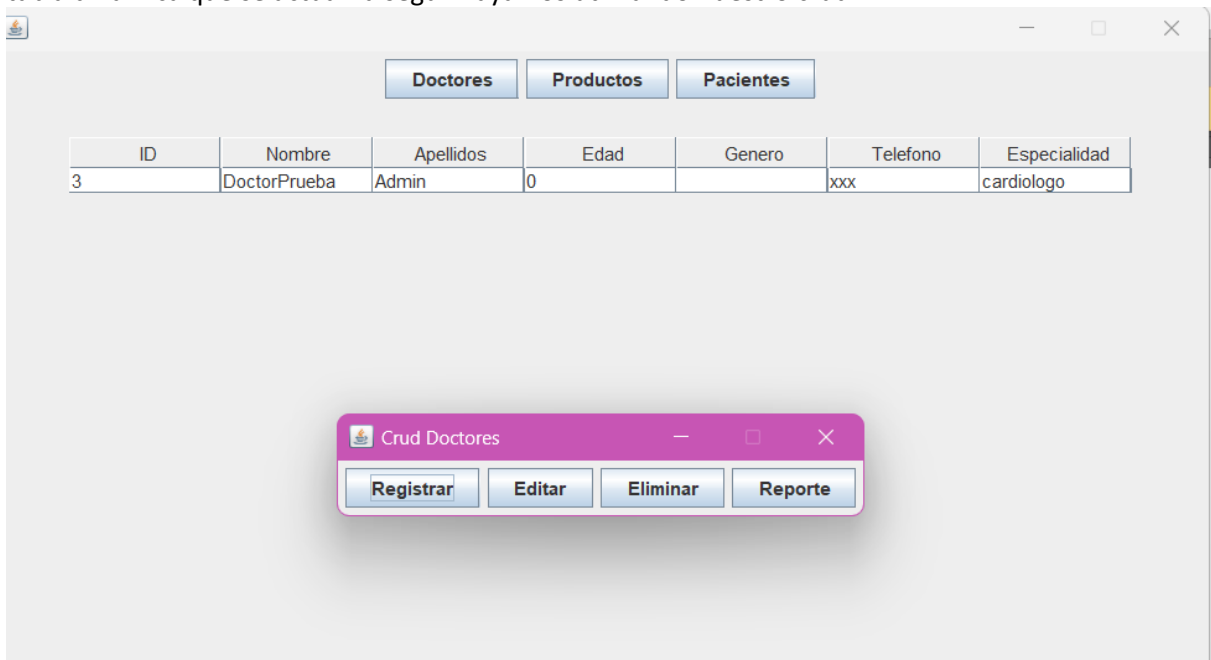 Doctores Productos Pacientes
ID Nombre Apellidos Edad Genero Telefono Especialidad
3 DoctorPrueba Admin 0 xxx cardiologo
Crud Doctores
Registrar Editar Eliminar Reporte